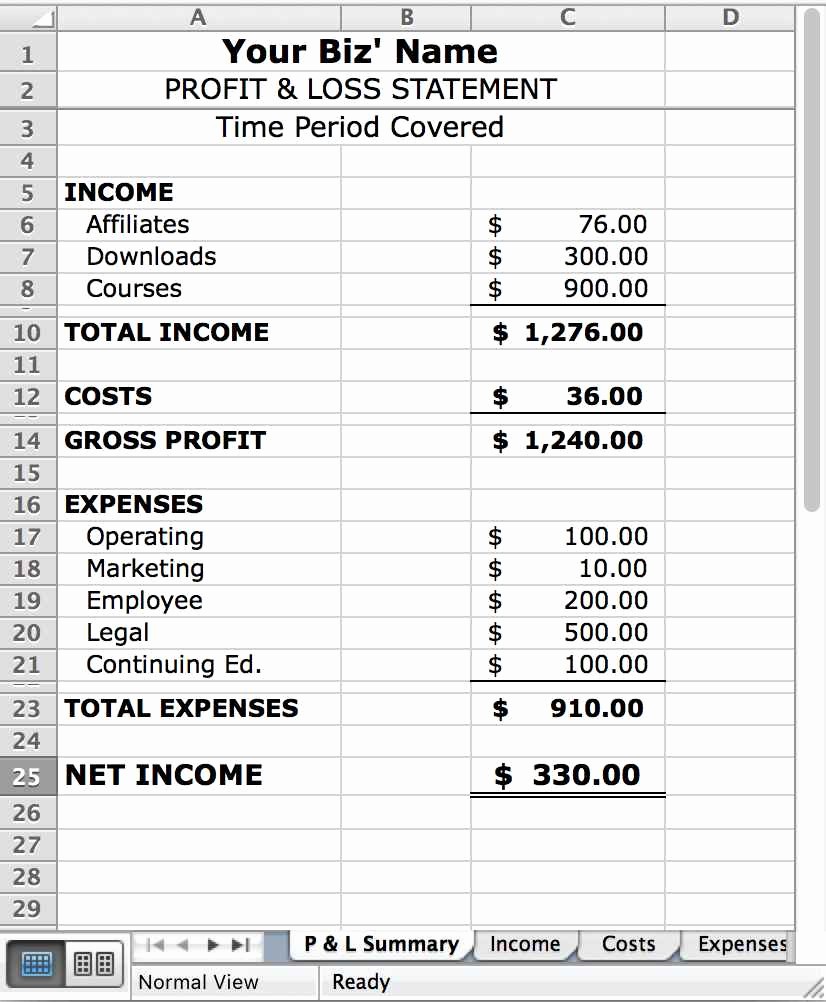 A B C D
1 Your Biz' Name
2 PROFIT & LOSS STATEMENT
3 Time Period Covered
4
5 INCOME
6 Affiliates $ 76.00
7 Downloads $ 300.00
8 Courses $ 900.00
10 TOTAL INCOME $ 1,276.00
11
12 COSTS $ 36.00
14 GROSS PROFIT $ 1,240.00
15
16 EXPENSES
17 Operating $ 100.00
18 Marketing $ 10.00
19 Employee $ 200.00
20 Legal $ 500.00
21 Continuing Ed. $ 100.00
23 TOTAL EXPENSES $ 910.00
24
25 NET INCOME $ 330.00
26
27
28
29
P & L Summary Income Costs Expenses
Normal View Ready